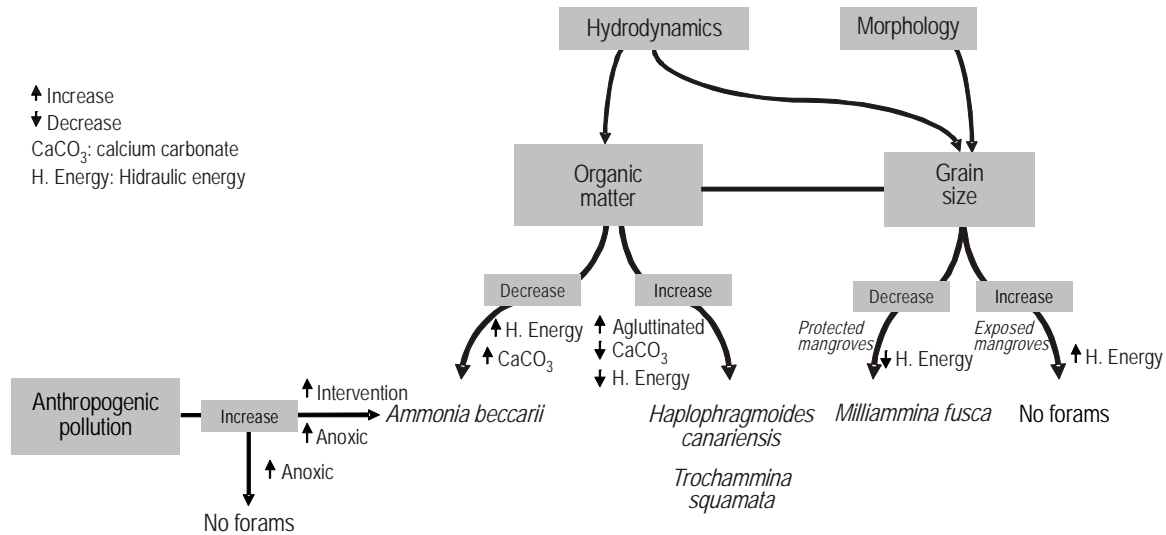 Hydrodynamics
Morphology
↑ Increase
↓ Decrease
CaCO₃: calcium carbonate
H. Energy: Hidraulic energy
Organic
matter
Grain
size
Decrease
Increase
Decrease
Increase
↑ H. Energy
↑ CaCO₃
↑ Agluttinated
↓ CaCO₃
↓ H. Energy
Protected
mangroves
↓ H. Energy
Exposed
mangroves
↑ H. Energy
Anthropogenic
pollution
Increase
↑ Intervention
↑ Anoxic
↑ Anoxic
No forams
Ammonia beccarii
Haplophragmoides
canariensis
Trochammina
squamata
Milliammina fusca
No forams